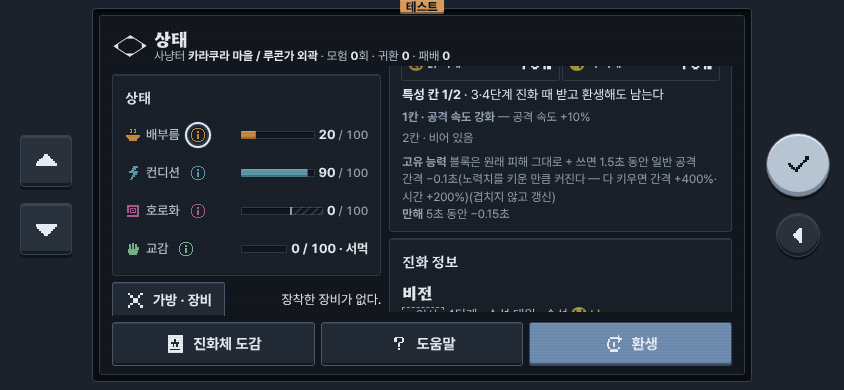 테스트
상태
사냥터 카라쿠라 마을 / 루콘가 외곽 · 모험 0회 · 귀환 0 · 패배 0
상태
배부름 20 / 100
컨디션 90 / 100
호로화 0 / 100
교감 0 / 100 · 서먹
가방 · 장비
장착한 장비가 없다.
특성 칸 1/2 · 3·4단계 진화 때 받고 환생해도 남는다
1칸 · 공격 속도 강화 — 공격 속도 +10%
2칸 · 비어 있음
고유 능력 블록은 원래 피해 그대로 + 쓰면 1.5초 동안 일반 공격
간격 −0.1초(노력치를 키운 만큼 커진다 — 다 키우면 간격 +400%·
시간 +200%)(겹치지 않고 갱신)
만해 5초 동안 −0.15초
진화 정보
비전
진화체 도감
? 도움말
환생